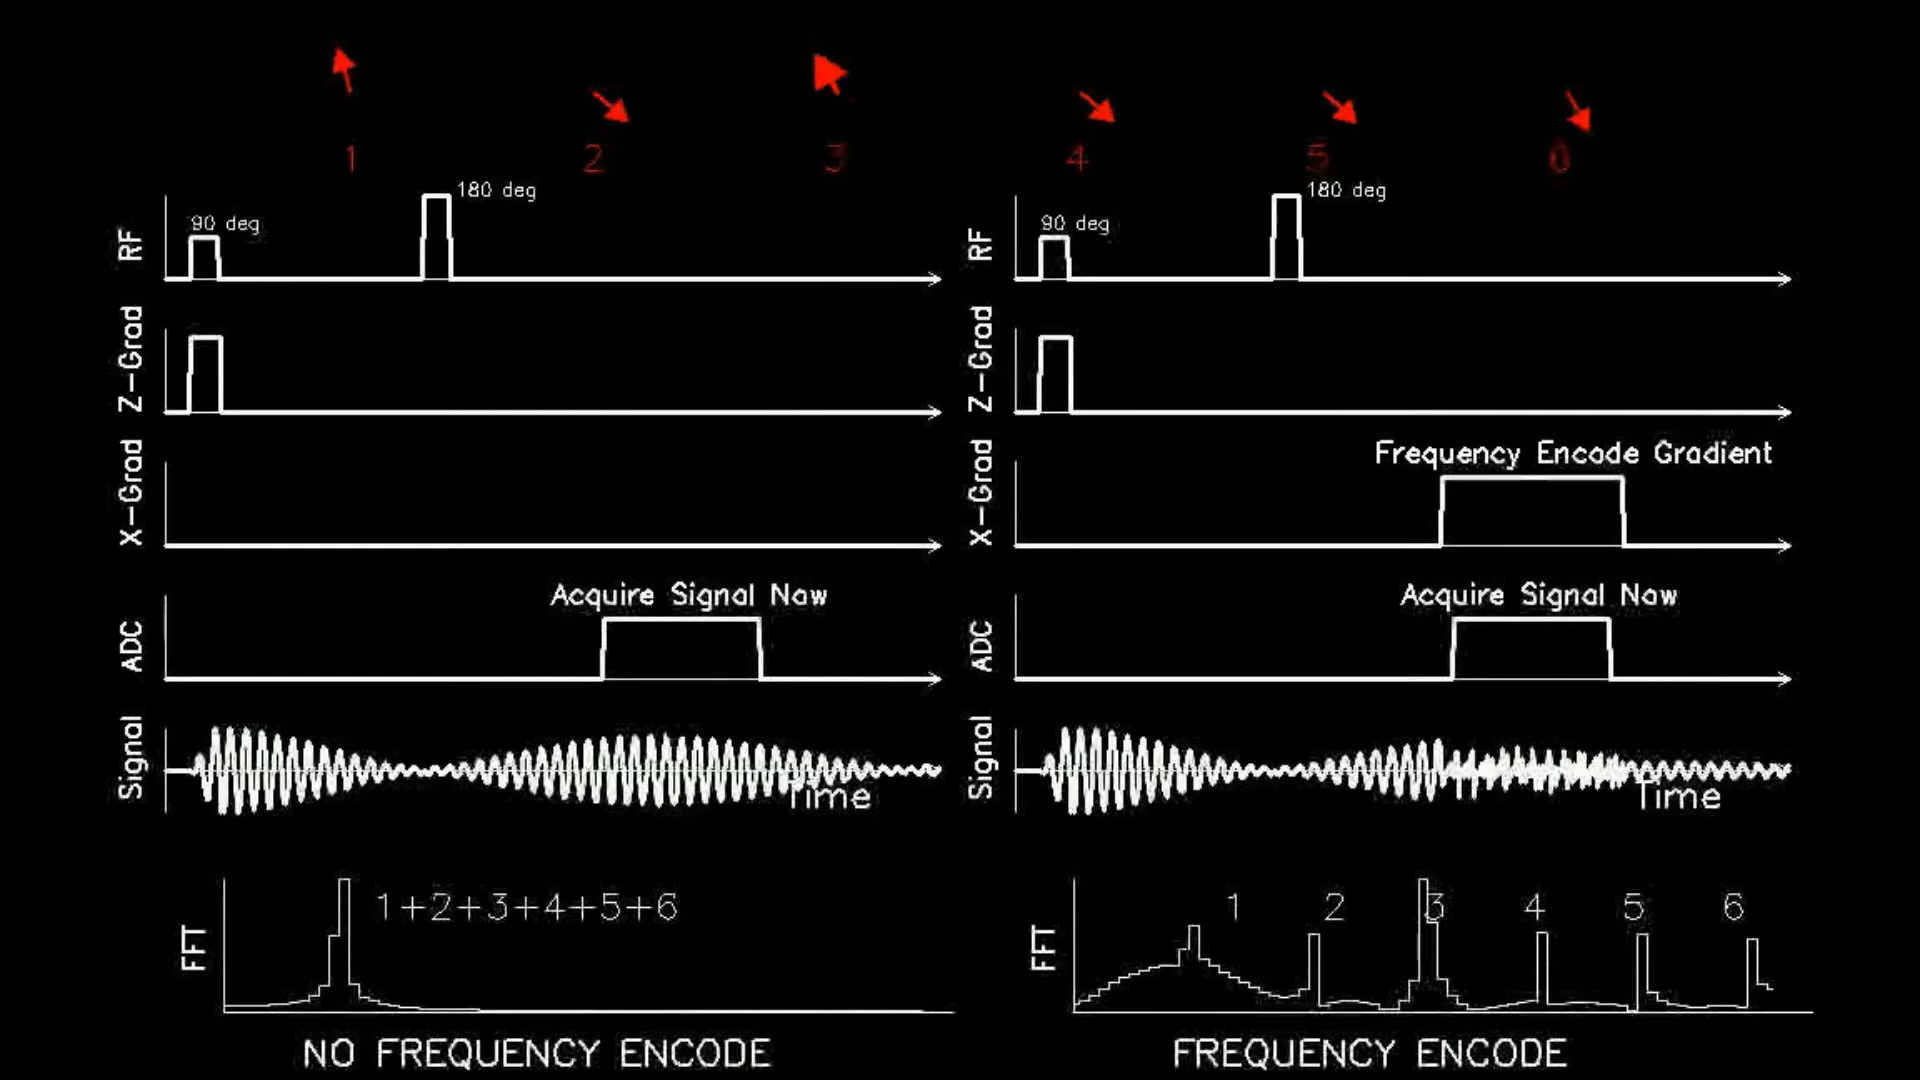 1 2 3 4 5 6
180 deg 180 deg
90 deg 90 deg
RF RF
Z-Grad Z-Grad
Frequency Encode Gradient
X-Grad X-Grad
Acquire Signal Now Acquire Signal Now
ADC ADC
Signal Signal
Time Time
1+2+3+4+5+6 1 2 3 4 5 6
FFT FFT
NO FREQUENCY ENCODE FREQUENCY ENCODE